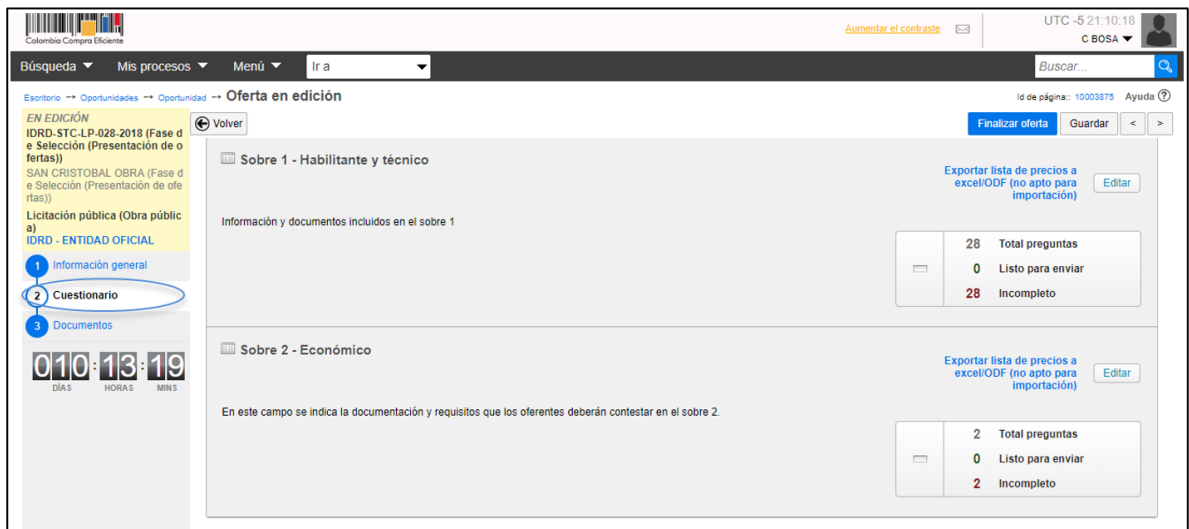 Colombia Compra Eficiente
Aumentar el contraste
UTC -5 21:10:18
C BOSA
Búsqueda
Mis procesos
Menú
Ir a
Buscar...
Escritorio → Oportunidades → Oportunidad → Oferta en edición
Id de página:: 10003875 Ayuda ?
EN EDICIÓN
IDRD-STC-LP-028-2018 (Fase d
e Selección (Presentación de o
fertas))
SAN CRISTOBAL OBRA (Fase d
e Selección (Presentación de ofe
rtas))
Licitación pública (Obra públic
a)
IDRD - ENTIDAD OFICIAL
1 Información general
2 Cuestionario
3 Documentos
010:13:19
DÍAS HORAS MINS
Volver
Finalizar oferta
Guardar
<
>
Sobre 1 - Habilitante y técnico
Exportar lista de precios a
excel/ODF (no apto para
importación)
Editar
Información y documentos incluidos en el sobre 1
28 Total preguntas
0 Listo para enviar
28 Incompleto
Sobre 2 - Económico
Exportar lista de precios a
excel/ODF (no apto para
importación)
Editar
En este campo se indica la documentación y requisitos que los oferentes deberán contestar en el sobre 2.
2 Total preguntas
0 Listo para enviar
2 Incompleto